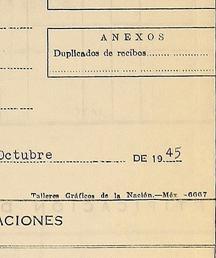 ANEXOS
Duplicados de recibos
Octubre DE 1945
Talleres Gráficos de la Nación.—Méx -6667
ACIONES